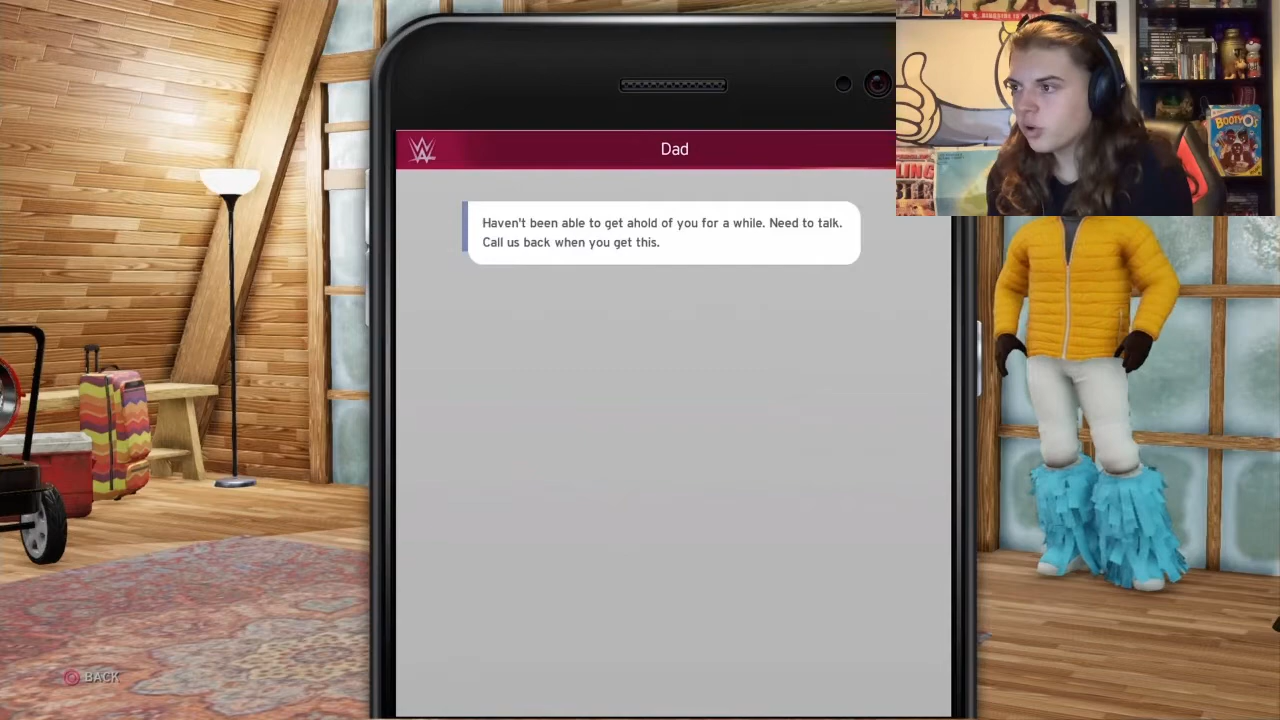 Dad
Haven't been able to get ahold of you for a while. Need to talk.
Call us back when you get this.
BOOTYO's
BACK